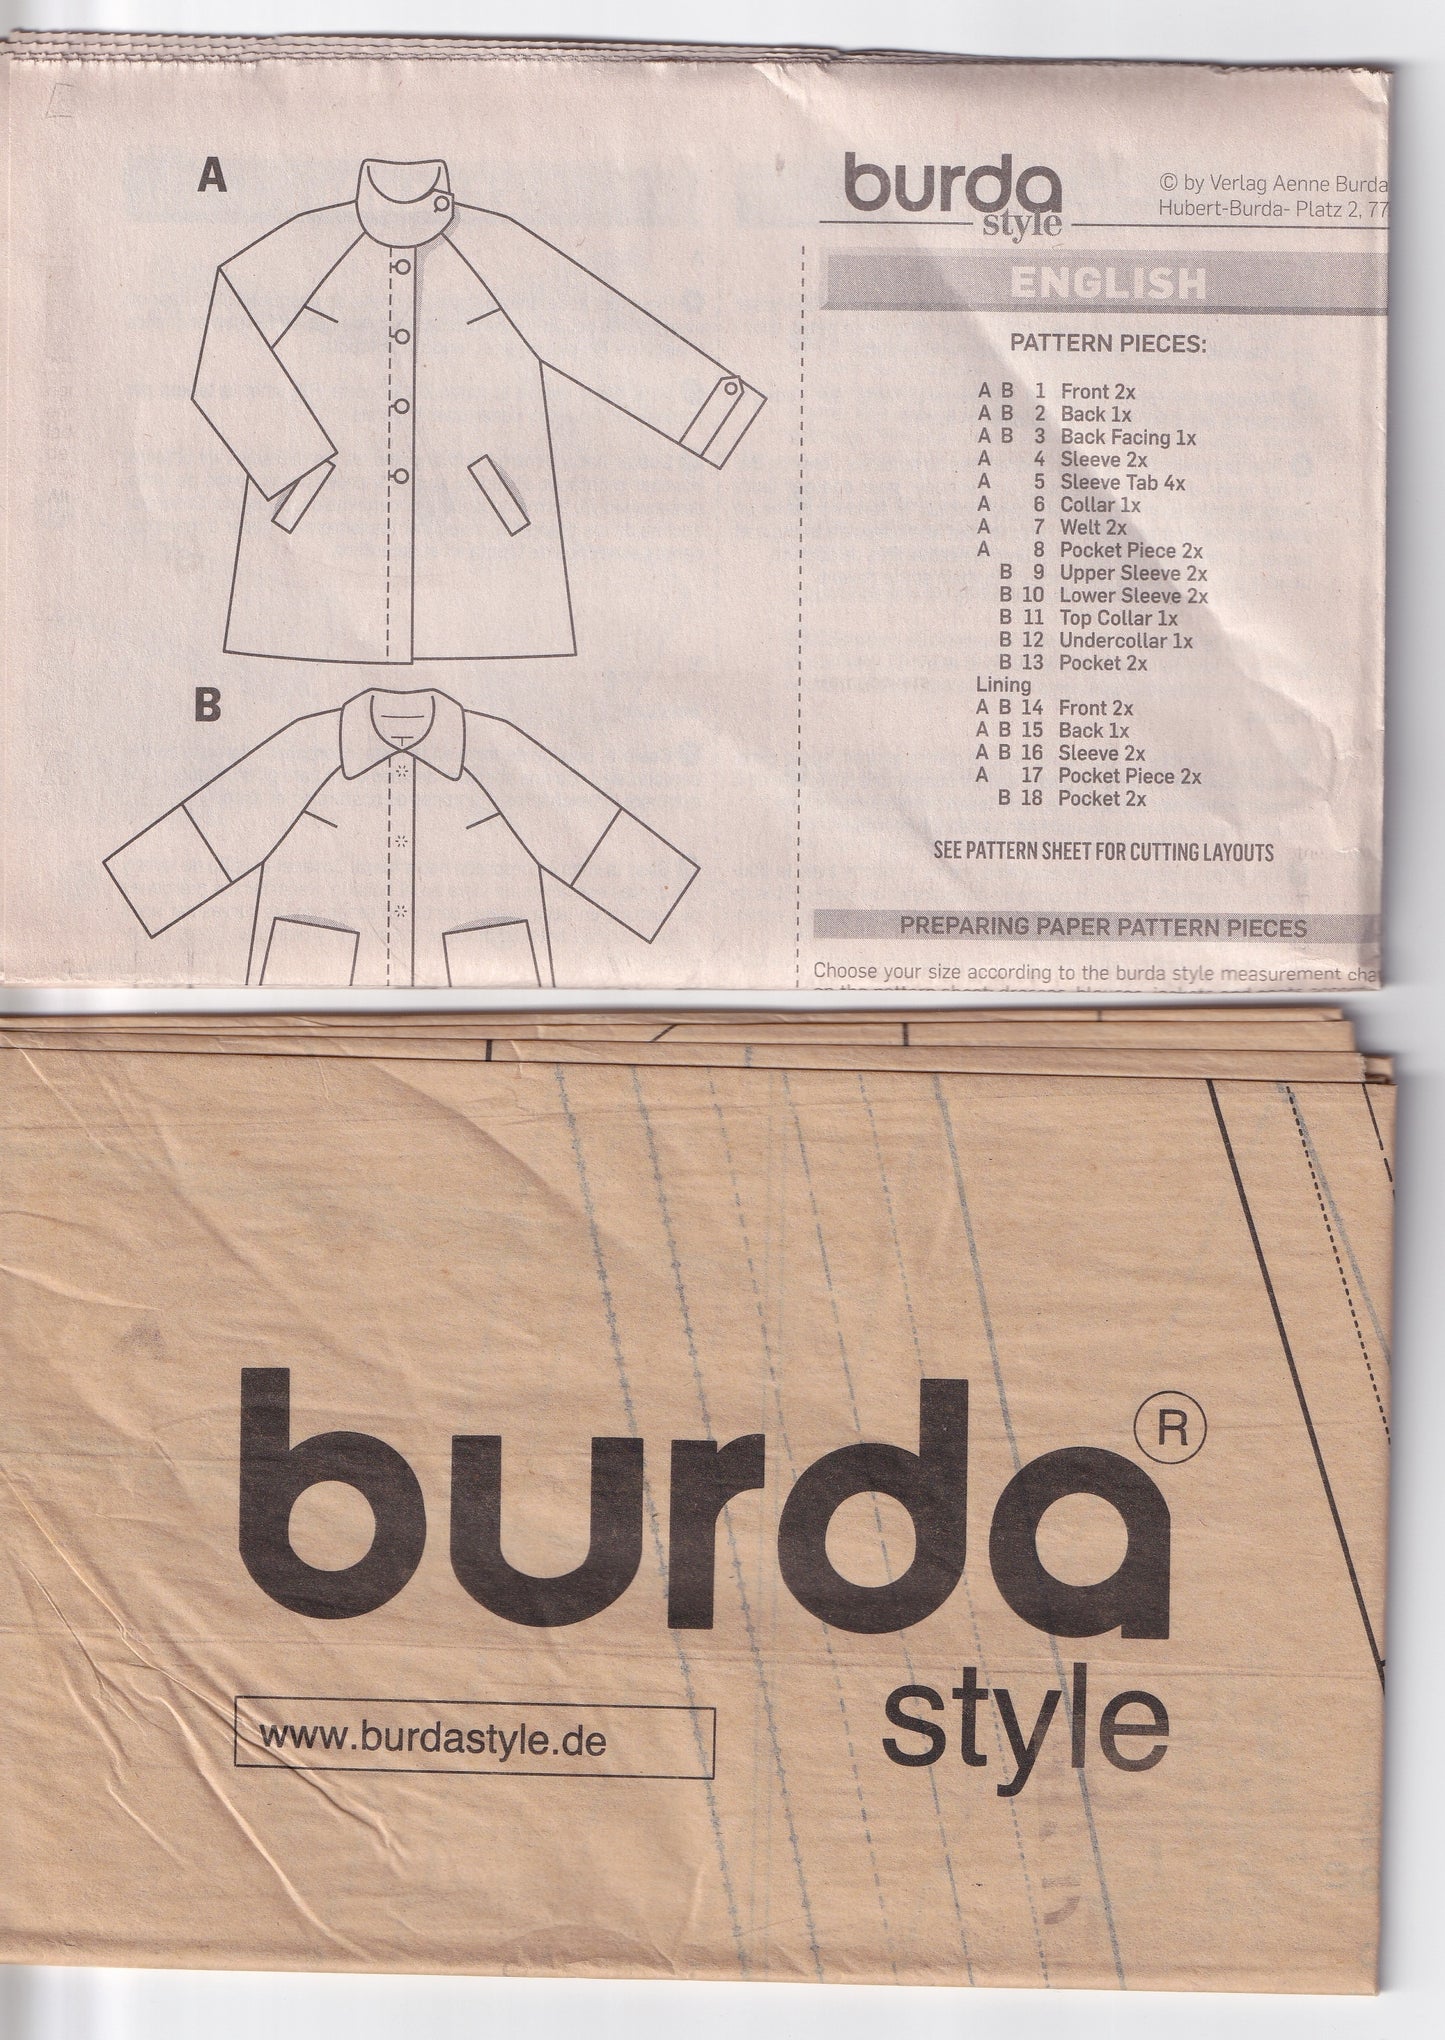 A
B
burda
style
© by Verlag Aenne Burda
Hubert-Burda- Platz 2, 77
ENGLISH
PATTERN PIECES:
A B 1 Front 2x
A B 2 Back 1x
A B 3 Back Facing 1x
A 4 Sleeve 2x
A 5 Sleeve Tab 4x
A 6 Collar 1x
A 7 Welt 2x
A 8 Pocket Piece 2x
B 9 Upper Sleeve 2x
B 10 Lower Sleeve 2x
B 11 Top Collar 1x
B 12 Undercollar 1x
B 13 Pocket 2x
Lining
A B 14 Front 2x
A B 15 Back 1x
A B 16 Sleeve 2x
A 17 Pocket Piece 2x
B 18 Pocket 2x
SEE PATTERN SHEET FOR CUTTING LAYOUTS
PREPARING PAPER PATTERN PIECES
Choose your size according to the burda style measurement cha
burda®
style
www.burdastyle.de